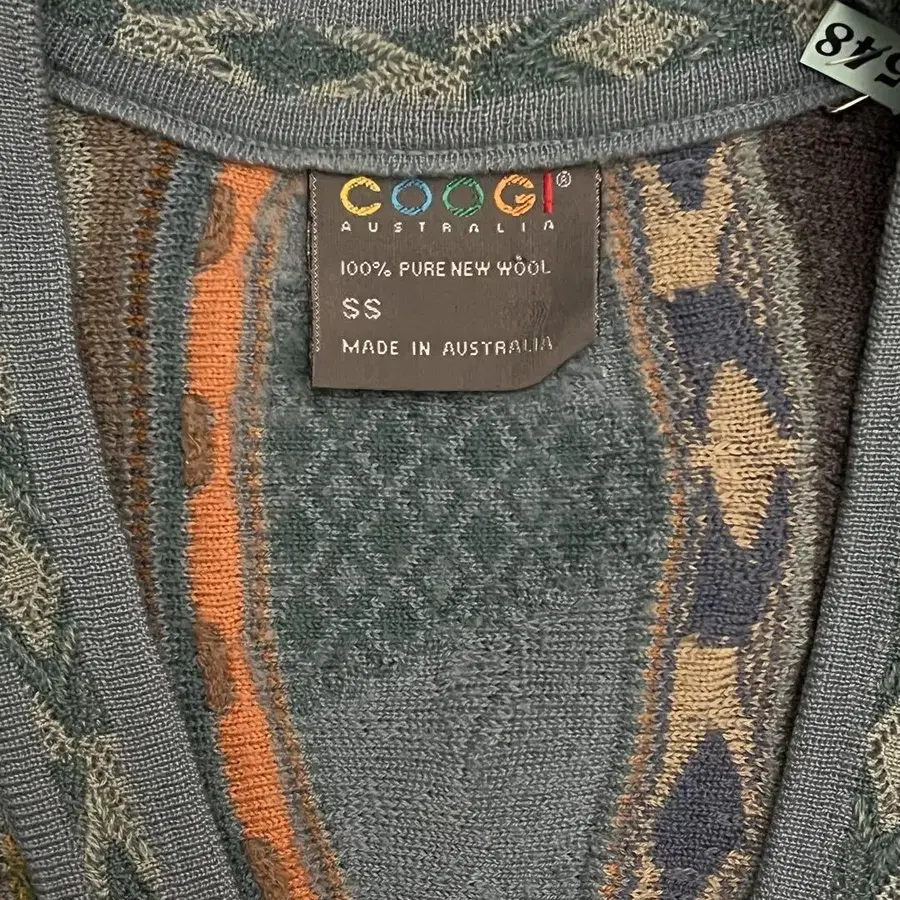 COOGI®
AUSTRALIA
100% PURE NEW WOOL
SS
MADE IN AUSTRALIA